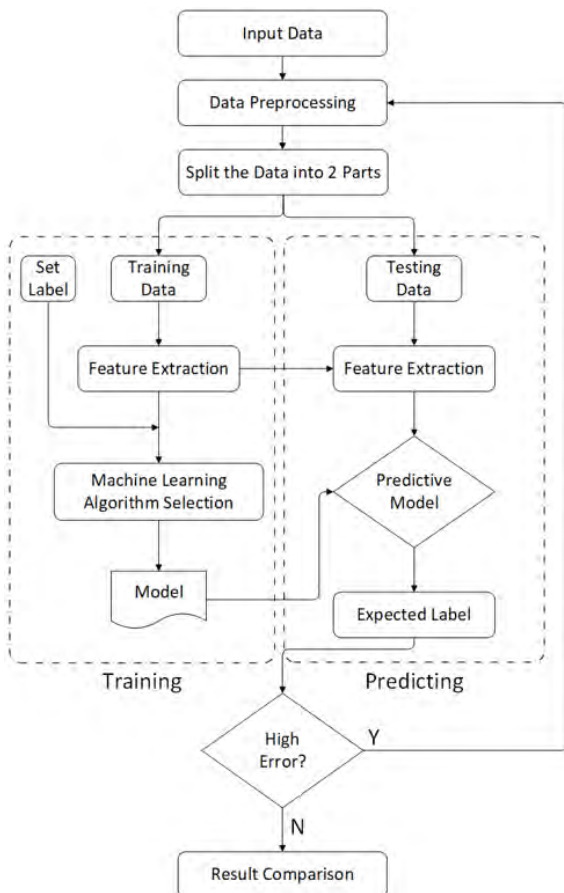 Input Data
Data Preprocessing
Split the Data into 2 Parts
Set
Label
Training
Data
Testing
Data
Feature Extraction
Feature Extraction
Machine Learning
Algorithm Selection
Predictive
Model
Model
Expected Label
Training
Predicting
High
Error?
Y
N
Result Comparison